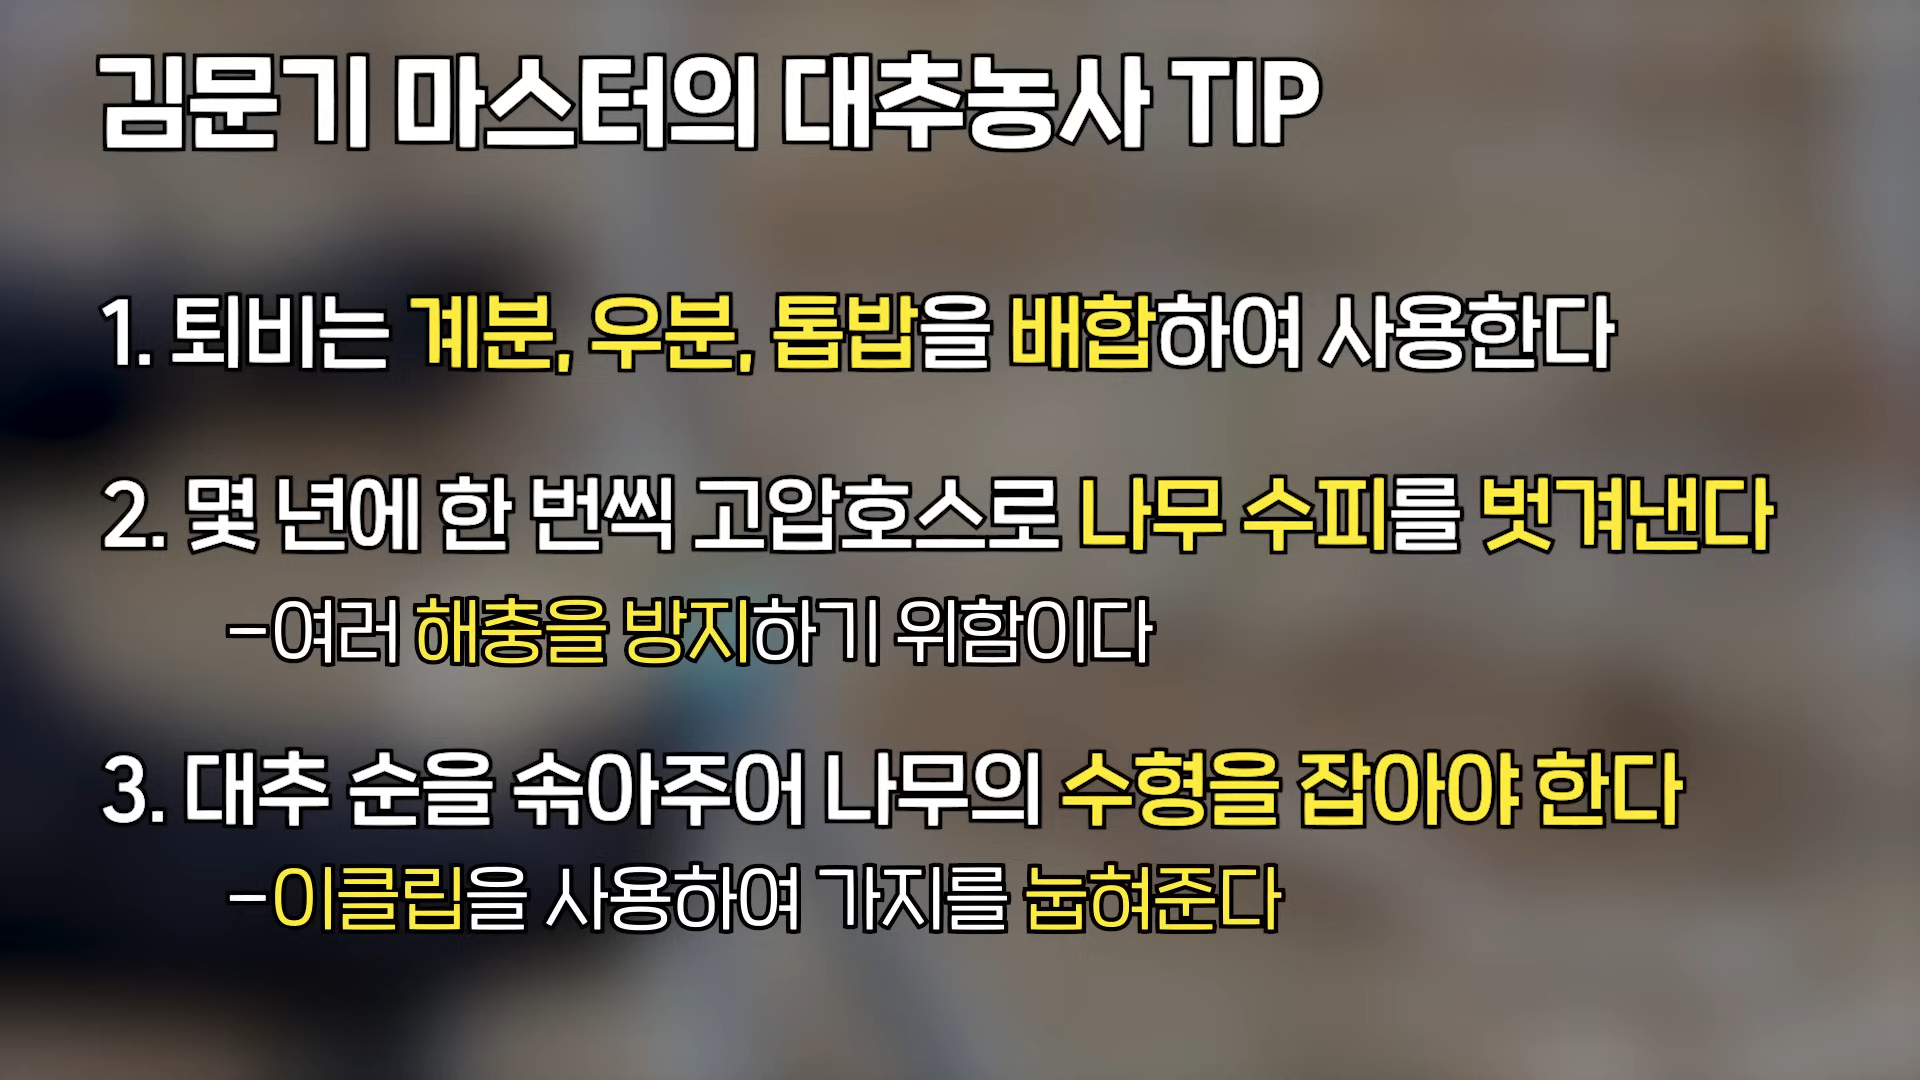 김문기 마스터의 대추농사 TIP
1. 퇴비는 계분, 우분, 톱밥을 배합하여 사용한다
2. 몇 년에 한 번씩 고압호스로 나무 수피를 벗겨낸다
-여러 해충을 방지하기 위함이다
3. 대추 순을 솎아주어 나무의 수형을 잡아야 한다
-이클립을 사용하여 가지를 눕혀준다